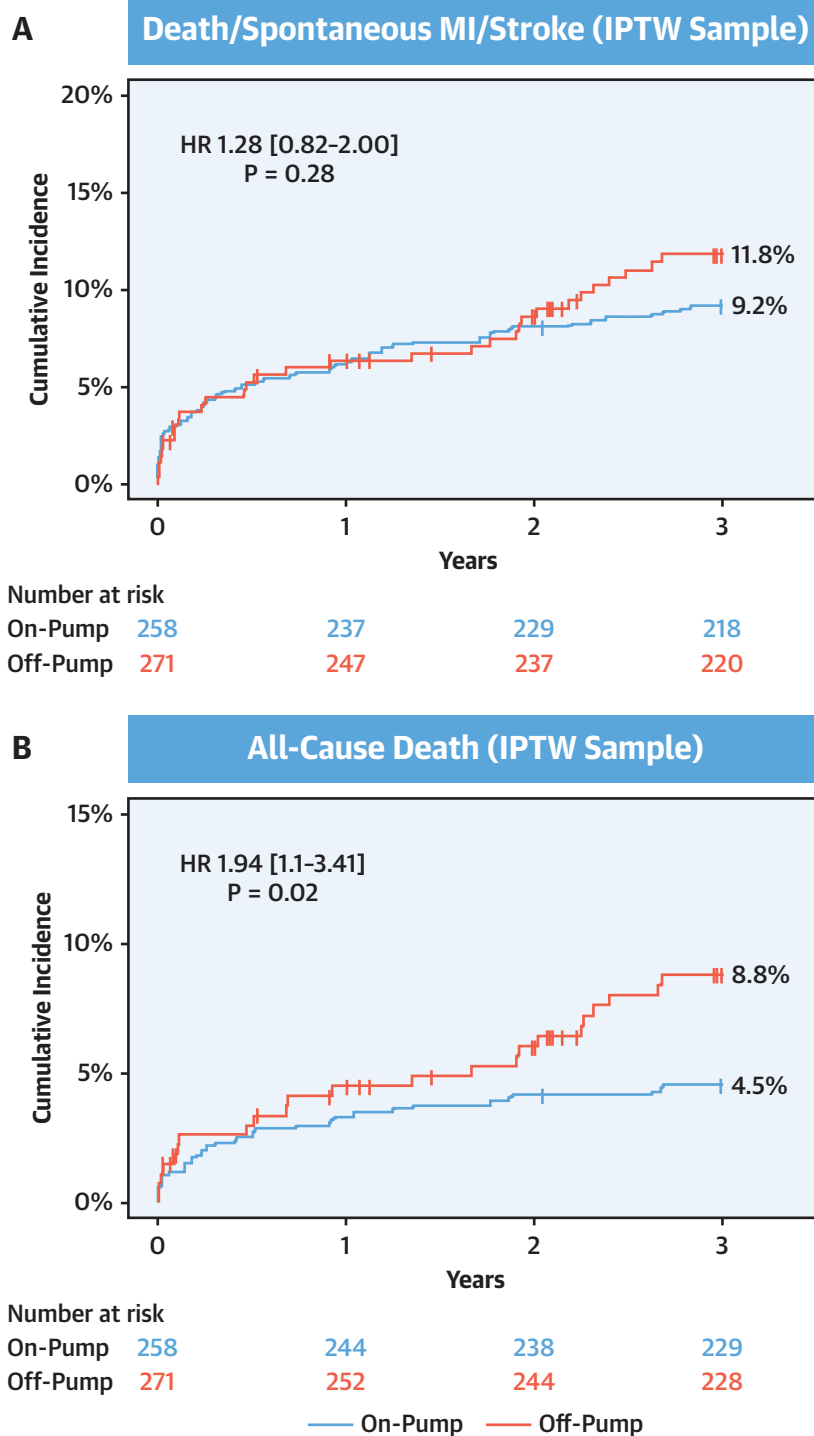 A
Death/Spontaneous MI/Stroke (IPTW Sample)
20%
15%
10%
5%
0%
Cumulative Incidence
HR 1.28 [0.82–2.00]
P = 0.28
11.8%
9.2%
0 1 2 3
Years
Number at risk
On-Pump 258 237 229 218
Off-Pump 271 247 237 220
B
All-Cause Death (IPTW Sample)
15%
10%
5%
0%
Cumulative Incidence
HR 1.94 [1.1–3.41]
P = 0.02
8.8%
4.5%
0 1 2 3
Years
Number at risk
On-Pump 258 244 238 229
Off-Pump 271 252 244 228
On-Pump Off-Pump